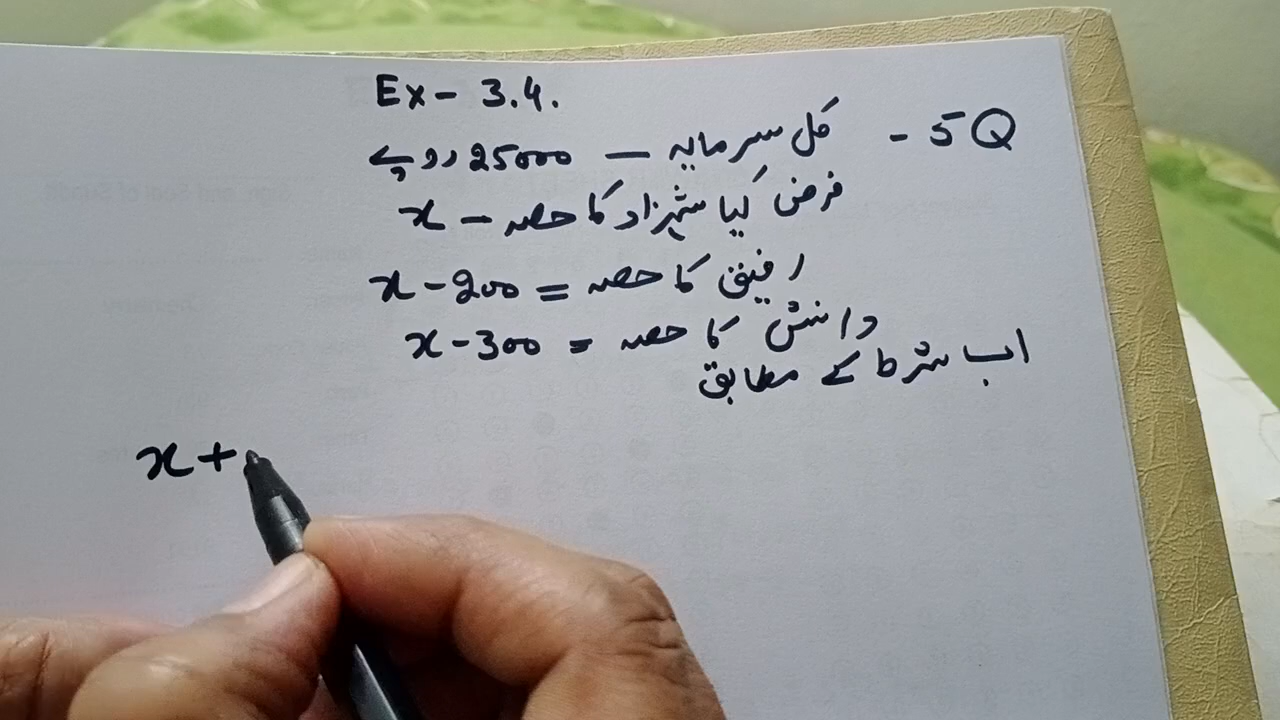 Ex- 3.4.
5Q - کل سرمایہ — 25000 روپے
فرض کیا شہزاد کا حصہ - x
رفیق کا حصہ = x-200
دانش کا حصہ = x-300
اب شرط کے مطابق
x+